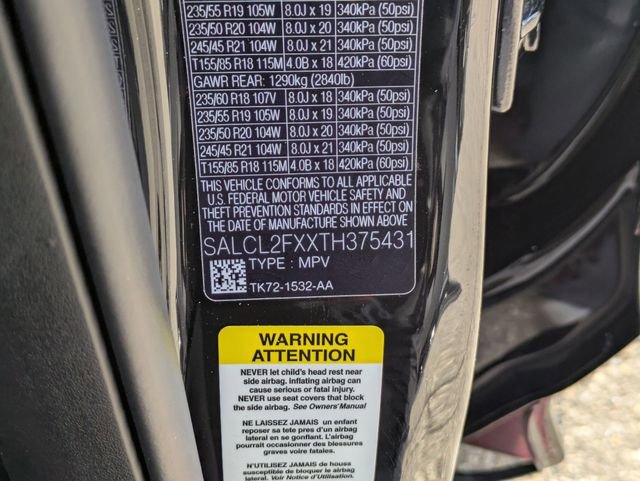 235/55 R19 105W 8.0J x 19 340kPa (50psi)
235/50 R20 104W 8.0J x 20 340kPa (50psi)
245/45 R21 104W 8.0J x 21 340kPa (50psi)
T155/85 R18 115M 4.0B x 18 420kPa (60psi)
GAWR REAR: 1290kg (2840lb)
235/60 R18 107V 8.0J x 18 340kPa (50psi)
235/55 R19 105W 8.0J x 19 340kPa (50psi)
235/50 R20 104W 8.0J x 20 340kPa (50psi)
245/45 R21 104W 8.0J x 21 340kPa (50psi)
T155/85 R18 115M 4.0B x 18 420kPa (60psi)
THIS VEHICLE CONFORMS TO ALL APPLICABLE
U.S. FEDERAL MOTOR VEHICLE SAFETY AND
THEFT PREVENTION STANDARDS IN EFFECT ON
THE DATE OF MANUFACTURE SHOWN ABOVE
SALCL2FXXTH375431
TYPE : MPV
TK72-1532-AA
WARNING
ATTENTION
NEVER let child's head rest near
side airbag. inflating airbag can
cause serious or fatal injury.
NEVER use seat covers that block
the side airbag. See Owners'Manual
NE LAISSEZ JAMAIS un enfant
reposer sa tete pres d'un airbag
lateral en se gonflant. L'airbag
pourrait occasionner des blessures
graves voire fatales.
N'UTILISEZ JAMAIS de houss
susceptible de bloquer le airbag
lateral. Voir Notice d'Utilisation.